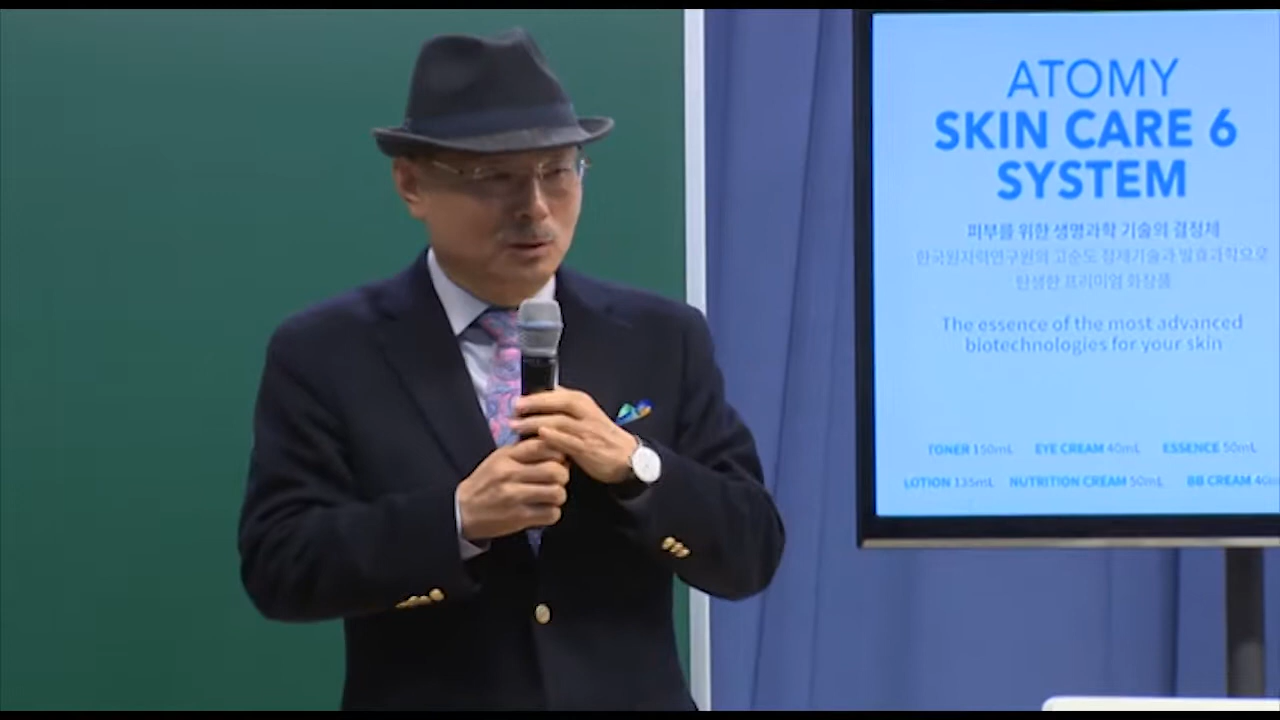 ATOMY
SKIN CARE 6
SYSTEM
피부를 위한 생명과학 기술의 결정체
한국원자력연구원의 고순도 정제기술과 발효과학으로
탄생한 프리미엄 화장품
The essence of the most advanced
biotechnologies for your skin
TONER 150mL EYE CREAM 40mL ESSENCE 50mL
LOTION 135mL NUTRITION CREAM 50mL BB CREAM